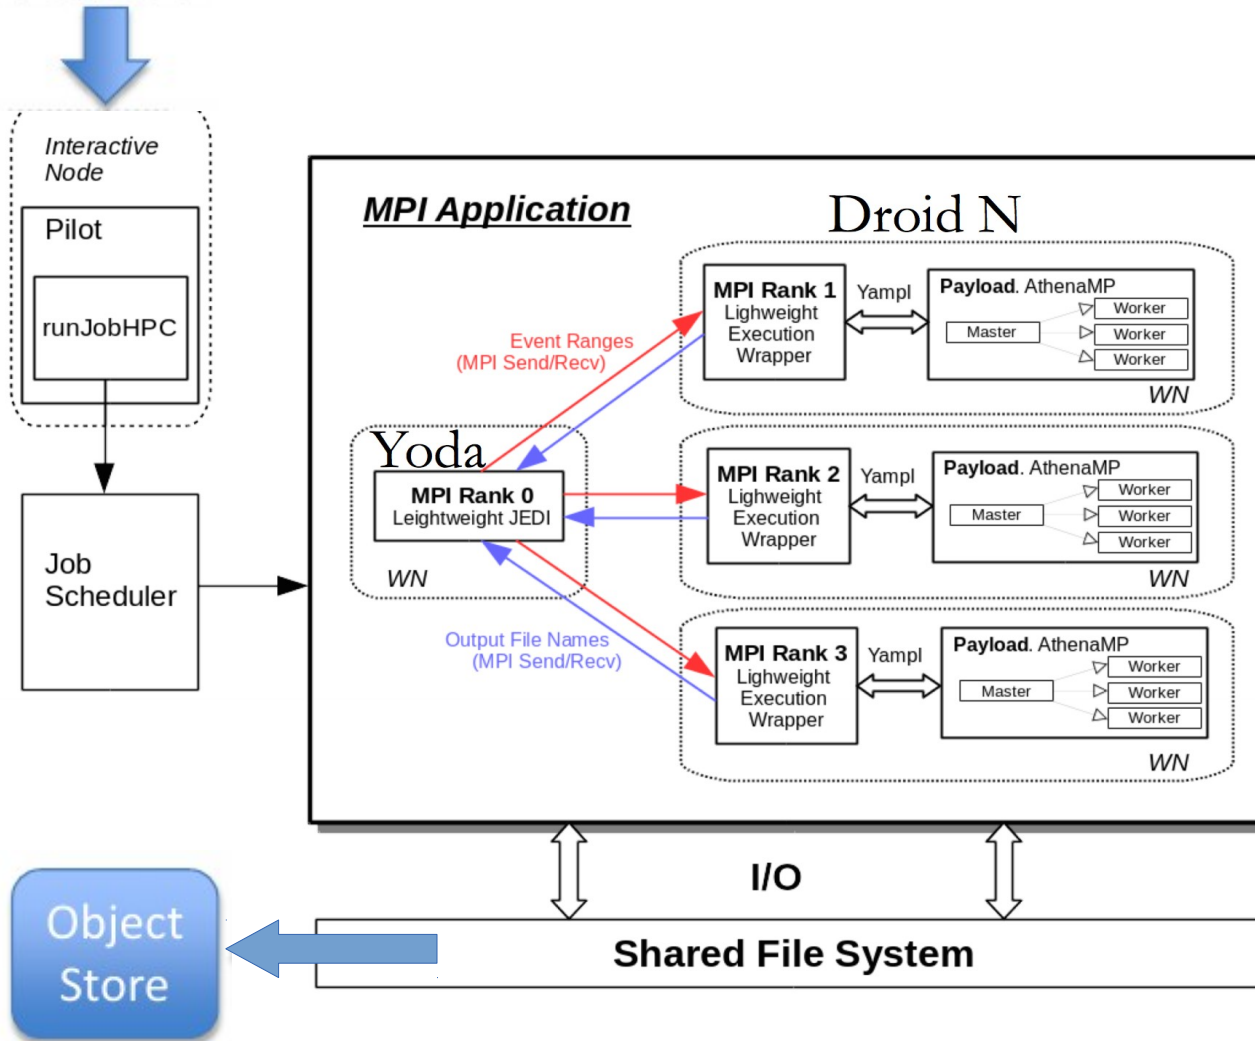 Interactive
Node
Pilot
runJobHPC
Job
Scheduler
MPI Application
Droid N
Event Ranges
(MPI Send/Recv)
Yoda
MPI Rank 0
Leightweight JEDI
WN
Output File Names
(MPI Send/Recv)
MPI Rank 1
Lighweight
Execution
Wrapper
Yampl
Payload. AthenaMP
Master
Worker
Worker
Worker
WN
MPI Rank 2
Lighweight
Execution
Wrapper
Yampl
Payload. AthenaMP
Master
Worker
Worker
Worker
WN
MPI Rank 3
Lighweight
Execution
Wrapper
Yampl
Payload. AthenaMP
Master
Worker
Worker
Worker
WN
I/O
Shared File System
Object
Store